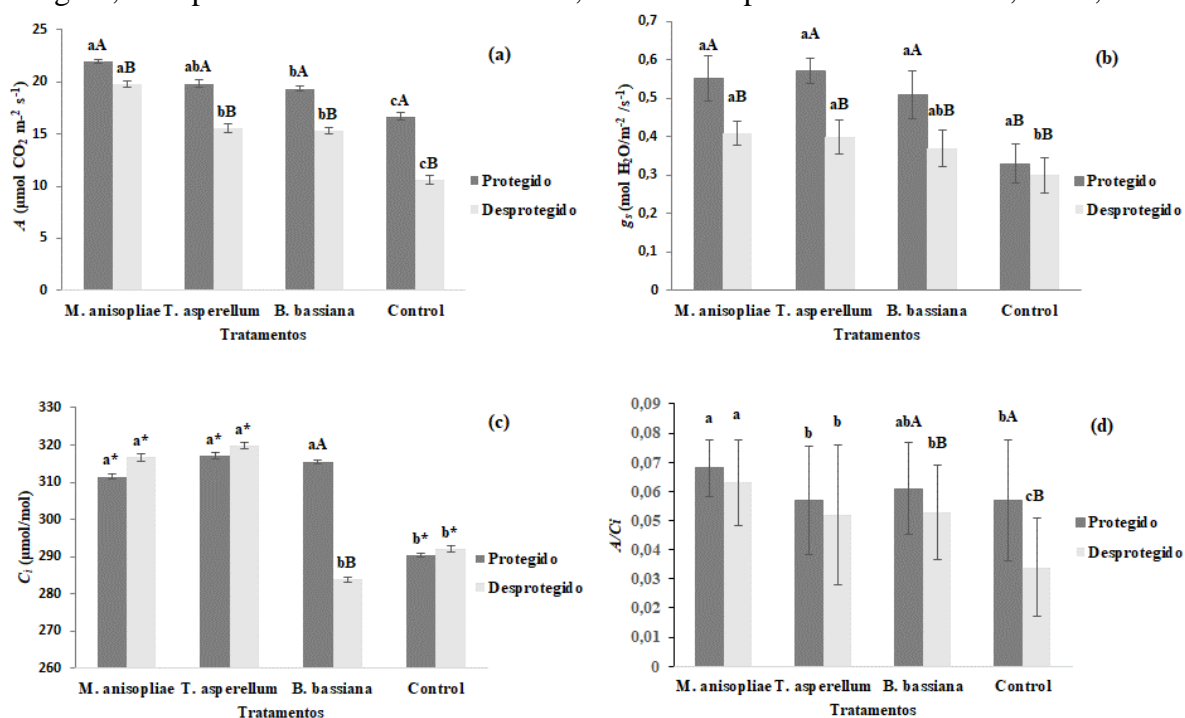 25
20
15
10
5
0
A (µmol CO2 m-2 s-1)
(a)
aA
aB
abA
bB
bA
bB
cA
cB
Protegido
Desprotegido
M. anisopliae T. asperellum B. bassiana Control
Tratamentos
0,7
0,6
0,5
0,4
0,3
0,2
0,1
0
gs (mol H2O/m-2 /s-1)
(b)
aA
aB
aA
aB
aA
abB
aB
bB
Protegido
Desprotegido
M. anisopliae T. asperellum B. bassiana Control
Tratamentos
330
320
310
300
290
280
270
260
Ci (µmol/mol)
(c)
a*
a*
a*
a*
aA
bB
b*
b*
Protegido
Desprotegido
M. anisopliae T. asperellum B. bassiana Control
Tratamentos
0,09
0,08
0,07
0,06
0,05
0,04
0,03
0,02
0,01
0
A/Ci
(d)
a
a
b
b
abA
bB
bA
cB
Protegido
Desprotegido
M. anisopliae T. asperellum B. bassiana Control
Tratamentos